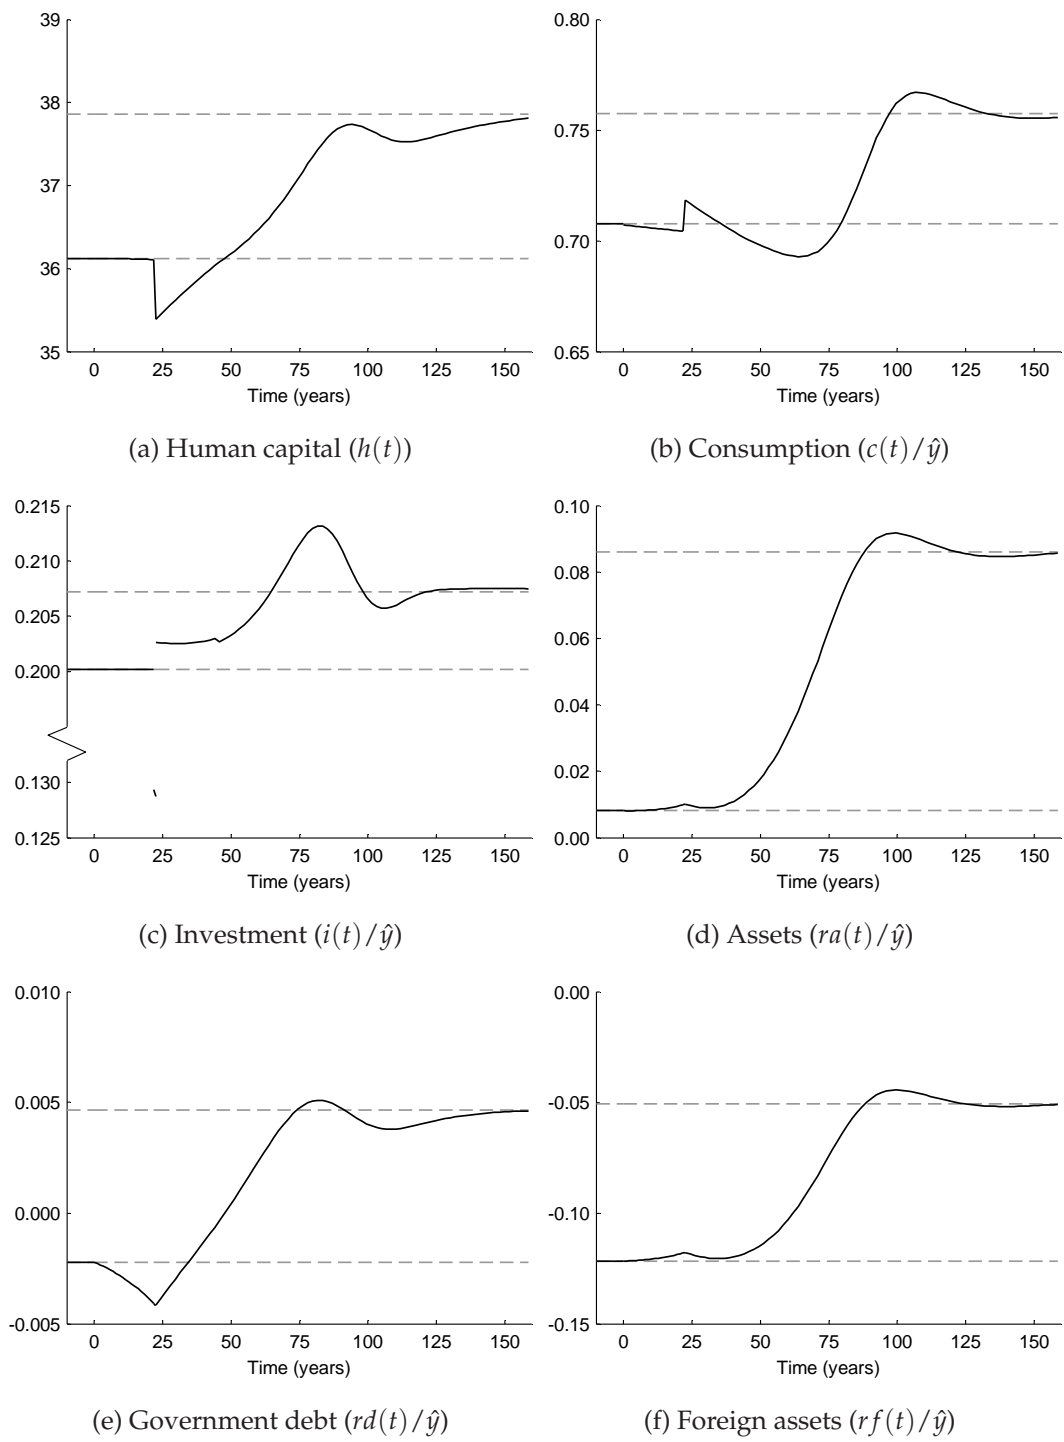 39
38
37
36
35
0 25 50 75 100 125 150
Time (years)
(a) Human capital (h(t))
0.80
0.75
0.70
0.65
0 25 50 75 100 125 150
Time (years)
(b) Consumption (c(t)/ŷ)
0.215
0.210
0.205
0.200
0.130
0.125
0 25 50 75 100 125 150
Time (years)
(c) Investment (i(t)/ŷ)
0.10
0.08
0.06
0.04
0.02
0.00
0 25 50 75 100 125 150
Time (years)
(d) Assets (ra(t)/ŷ)
0.010
0.005
0.000
-0.005
0 25 50 75 100 125 150
Time (years)
(e) Government debt (rd(t)/ŷ)
0.00
-0.05
-0.10
-0.15
0 25 50 75 100 125 150
Time (years)
(f) Foreign assets (rf(t)/ŷ)